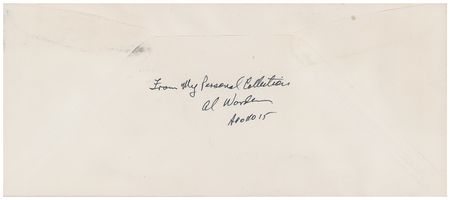 From My Personal Collection
Al Worden
Apollo 15